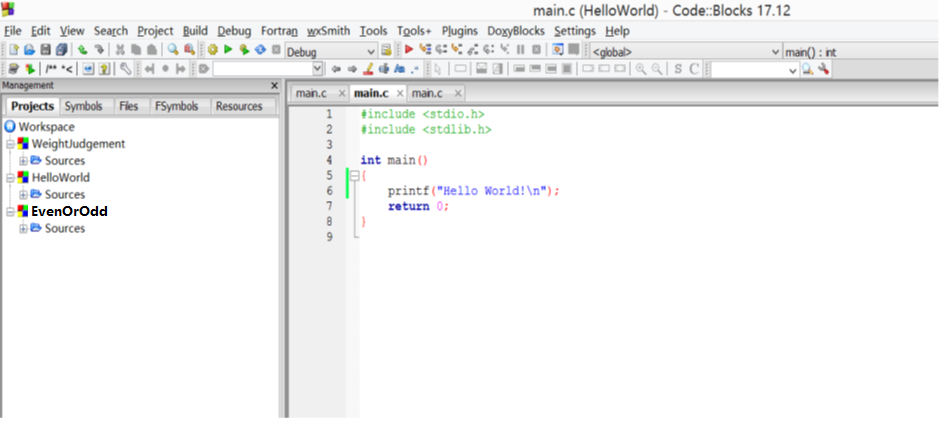 main.c (HelloWorld) - Code::Blocks 17.12
File Edit View Search Project Build Debug Fortran wxSmith Tools Tools+ Plugins DoxyBlocks Settings Help
Debug <global> main() : int
/** *<
S C
Management
Projects Symbols Files FSymbols Resources
Workspace
WeightJudgement
Sources
HelloWorld
Sources
EvenOrOdd
Sources
main.c main.c main.c
1 #include <stdio.h>
2 #include <stdlib.h>
3
4 int main()
5 {
6 printf("Hello World!\n");
7 return 0;
8 }
9